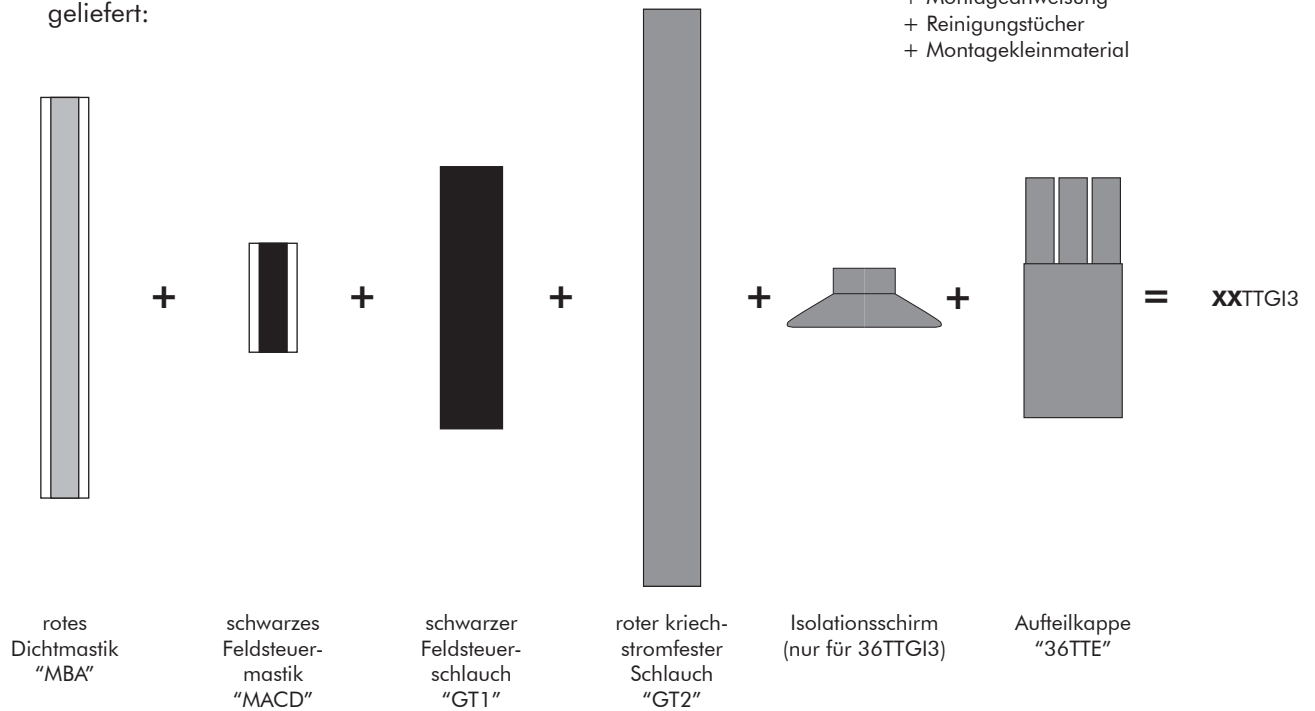 geliefert:
+ Montageanweisung
+ Reinigungstücher
+ Montagekleinmaterial
+ + + + + = xxTTGI3
rotes
Dichtmastik
“MBA”
schwarzes
Feldsteuer-
mastik
“MACD”
schwarzer
Feldsteuer-
schlauch
“GT1”
roter kriech-
stromfester
Schlauch
“GT2”
Isolationsschirm
(nur für 36TTGI3)
Aufteilkappe
“36TTE”